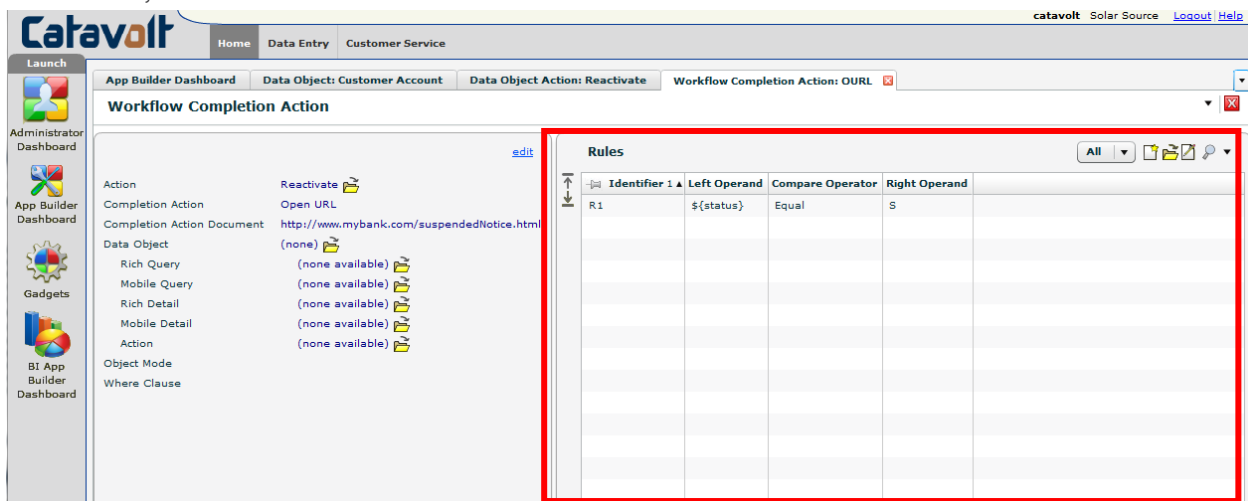 catavolt Solar Source Logout Help
Catavolt
Home Data Entry Customer Service
Launch
Administrator
Dashboard
App Builder
Dashboard
Gadgets
BI App
Builder
Dashboard
App Builder Dashboard Data Object: Customer Account Data Object Action: Reactivate Workflow Completion Action: OURL
Workflow Completion Action
edit
Action Reactivate
Completion Action Open URL
Completion Action Document http://www.mybank.com/suspendedNotice.html
Data Object (none)
Rich Query (none available)
Mobile Query (none available)
Rich Detail (none available)
Mobile Detail (none available)
Action (none available)
Object Mode
Where Clause
Rules All
Identifier 1 Left Operand Compare Operator Right Operand
R1 ${status} Equal S